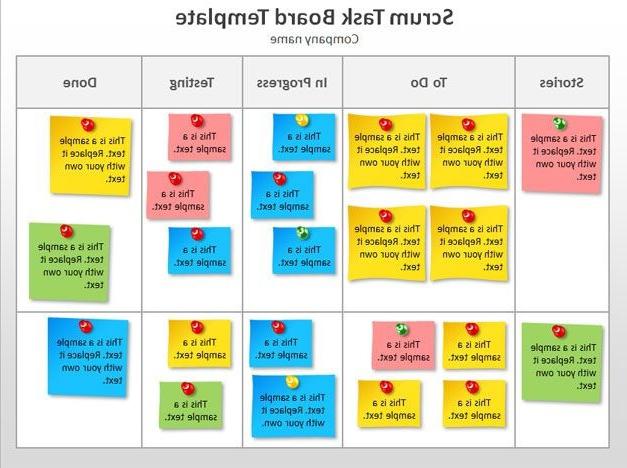 Scrum Task Board Template
Company name
Stories
To Do
In Progress
Testing
Done
This is a sample
text. Replace it
with your own
text.
This is a sample
text. Replace it
with your own
text.
This is a sample
text. Replace it
with your own
text.
This is a sample
text. Replace it
with your own
text.
This is a sample
text. Replace it
with your own
text.
This is a
sample text.
This is a
sample text.
This is a
sample text.
This is a
sample text.
This is a
sample text.
This is a
sample text.
This is a sample
text. Replace it
with your own
text.
This is a sample
text. Replace it
with your own
text.
This is a sample
text. Replace it
with your own
text.
This is a
sample text.
This is a
sample text.
This is a
sample text.
This is a
sample text.
This is a
sample text.
This is a sample
text. Replace it
with your own.
This is a
sample text.
This is a
sample text.
This is a sample
text. Replace it
with your own
text.